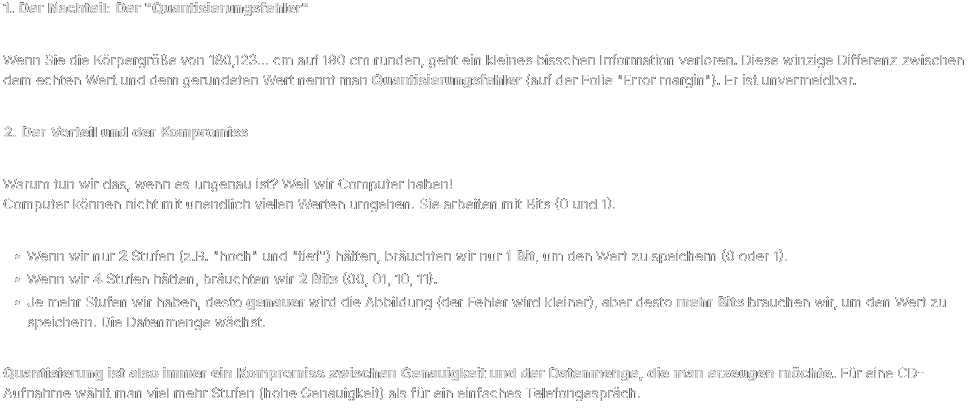 1. Der Nachteil: Der "Quantisierungsfehler"
Wenn Sie die Körpergröße von 180,123... cm auf 180 cm runden, geht ein kleines bisschen Information verloren. Diese winzige Differenz zwischen
dem echten Wert und dem gerundeten Wert nennt man Quantisierungsfehler (auf der Folie "Error margin"). Er ist unvermeidbar.
2. Der Vorteil und der Kompromiss
Warum tun wir das, wenn es ungenau ist? Weil wir Computer haben!
Computer können nicht mit unendlich vielen Werten umgehen. Sie arbeiten mit Bits (0 und 1).
• Wenn wir nur 2 Stufen (z.B. "hoch" und "tief") hätten, bräuchten wir nur 1 Bit, um den Wert zu speichern (0 oder 1).
• Wenn wir 4 Stufen hätten, bräuchten wir 2 Bits (00, 01, 10, 11).
• Je mehr Stufen wir haben, desto genauer wird die Abbildung (der Fehler wird kleiner), aber desto mehr Bits brauchen wir, um den Wert zu
speichern. Die Datenmenge wächst.
Quantisierung ist also immer ein Kompromiss zwischen Genauigkeit und der Datenmenge, die man erzeugen möchte. Für eine CD-
Aufnahme wählt man viel mehr Stufen (hohe Genauigkeit) als für ein einfaches Telefongespräch.